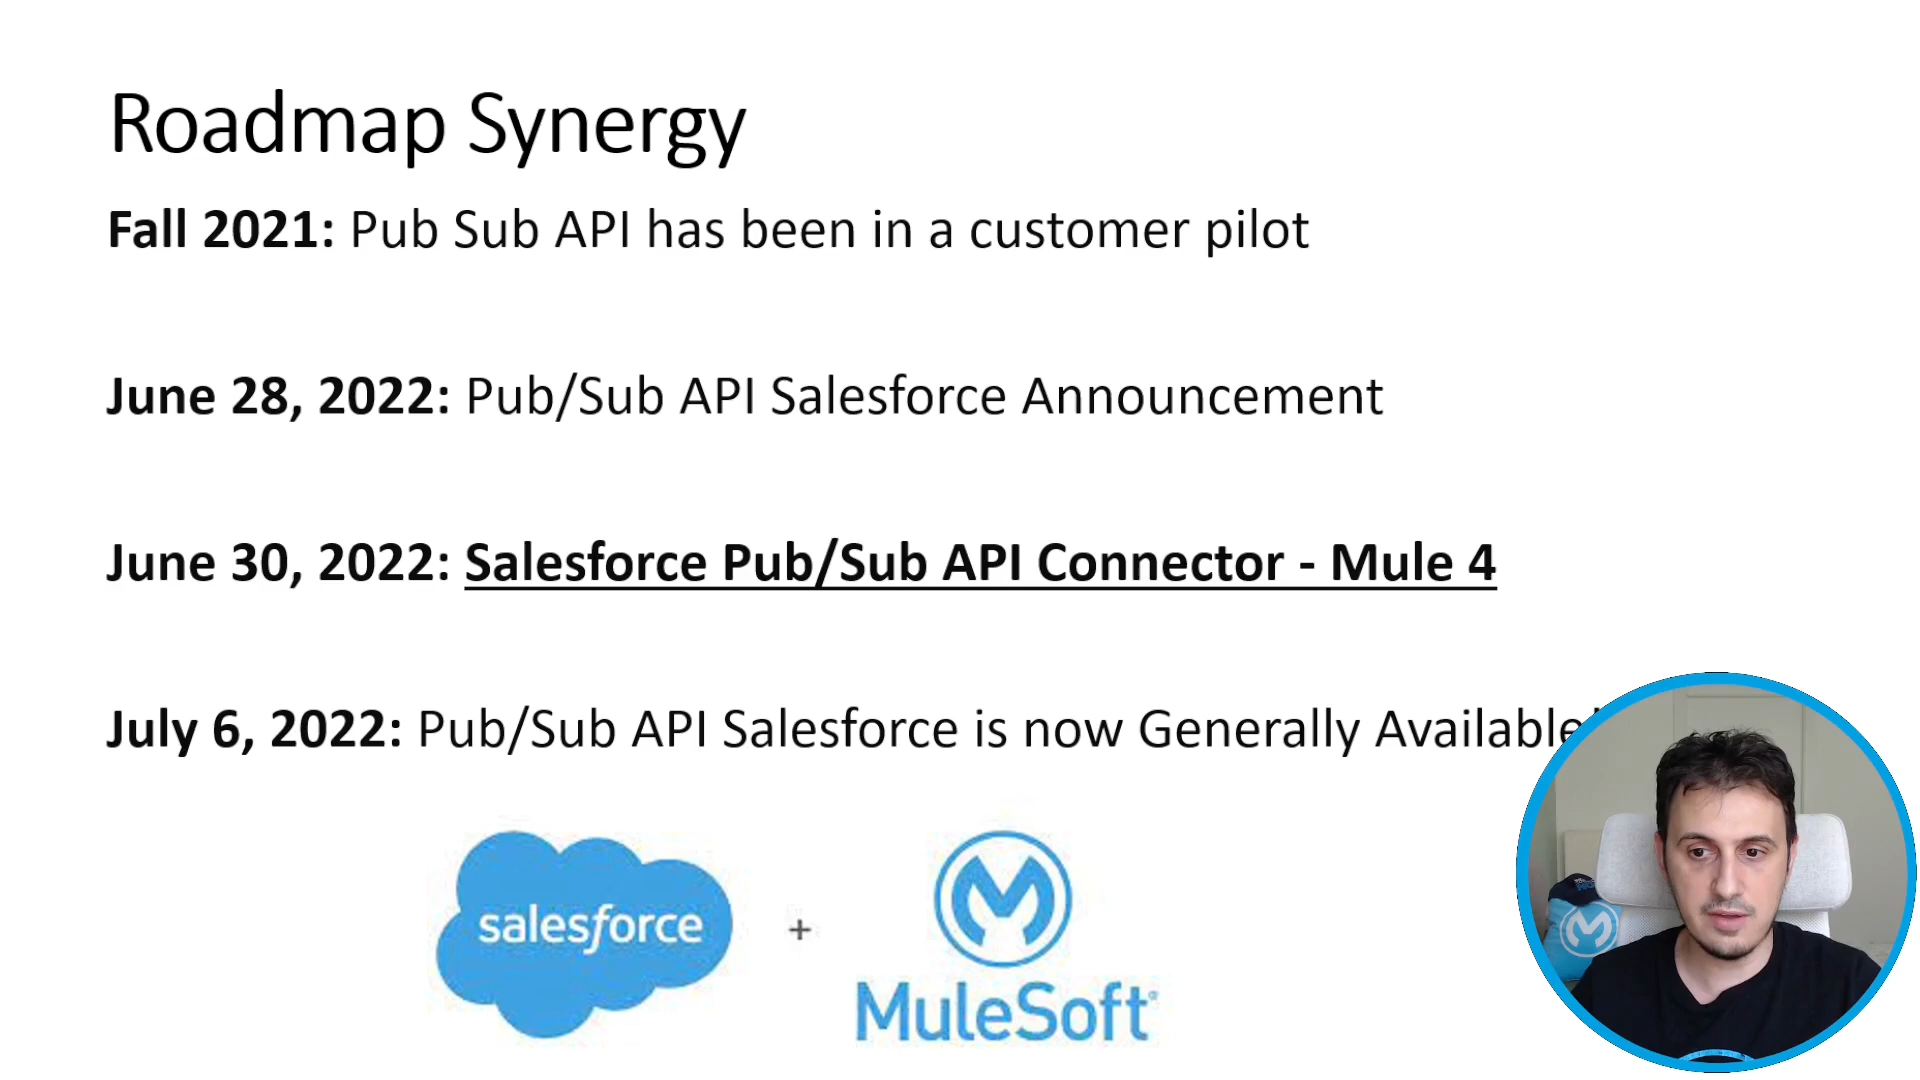 Roadmap Synergy
Fall 2021: Pub Sub API has been in a customer pilot
June 28, 2022: Pub/Sub API Salesforce Announcement
June 30, 2022: Salesforce Pub/Sub API Connector - Mule 4
July 6, 2022: Pub/Sub API Salesforce is now Generally Available
salesforce
+
MuleSoft